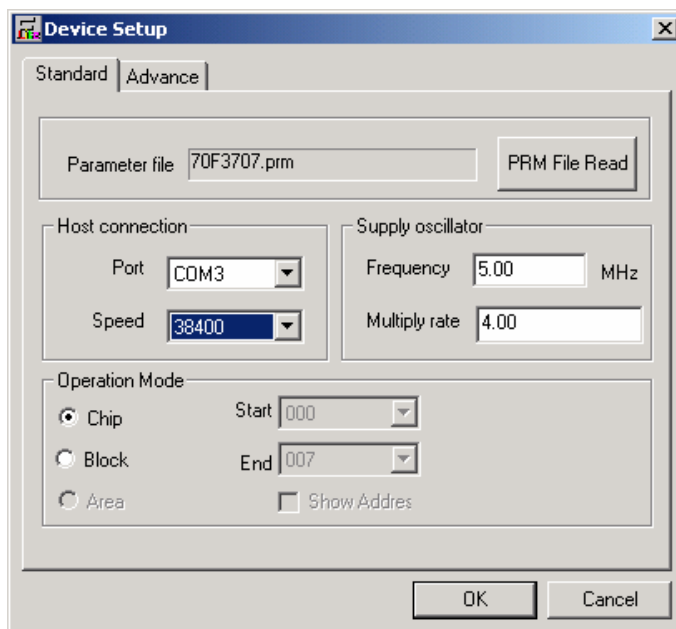 Device Setup
Standard Advance
Parameter file 70F3707.prm PRM File Read
Host connection
Port COM3
Speed 38400
Supply oscillator
Frequency 5.00 MHz
Multiply rate 4.00
Operation Mode
Chip Start 000
Block End 007
Area Show Addres
OK Cancel